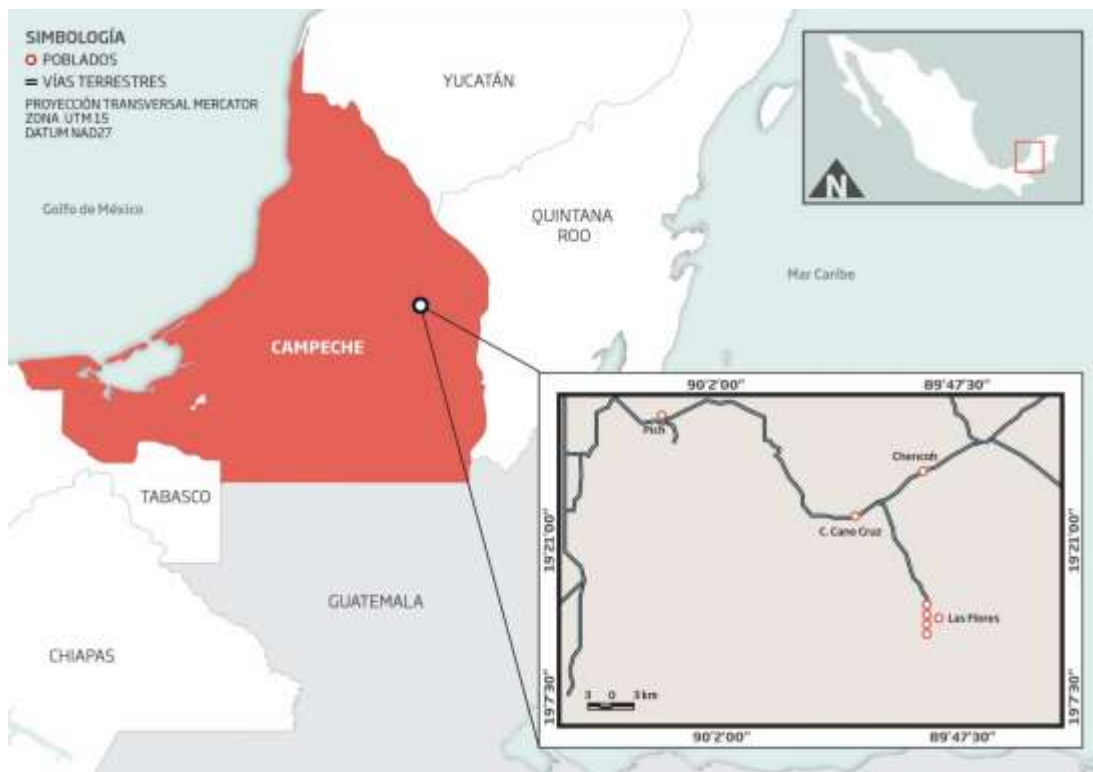 SIMBOLOGÍA
POBLADOS
VÍAS TERRESTRES
PROYECCIÓN TRANSVERSAL MERCATOR
ZONA UTM 15
DATUM NAD27
YUCATÁN
N
Golfo de México
QUINTANA
ROO
Mar Caribe
CAMPECHE
TABASCO
GUATEMALA
CHIAPAS
90°2'00"
89°47'30"
Pich
Chencoh
C. Cano Cruz
19°21'00"
19°21'00"
Las Flores
19°7'30"
19°7'30"
3 0 3 km
90°2'00"
89°47'30"